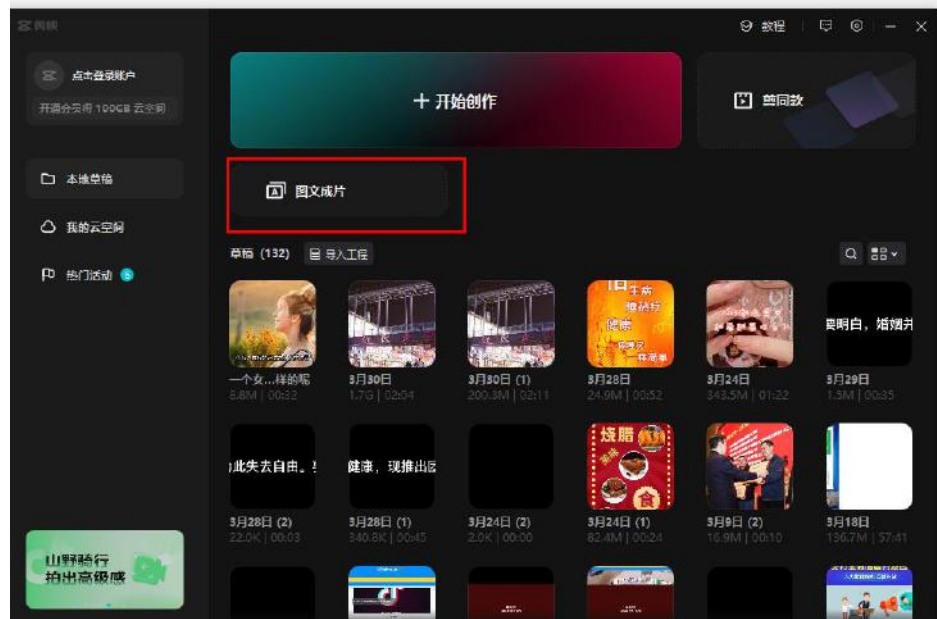 剪映
教程
点击登录账户
开通会员得 100GB 云空间
开始创作
剪同款
本地草稿
图文成片
我的云空间
草稿 (132)
导入工程
热门活动
要明白，婚姻并
一个女...样的呢
3月30日
3月30日 (1)
3月28日
3月24日
3月29日
8.8M | 00:32
1.7G | 02:04
200.3M | 02:11
24.9M | 00:52
343.5M | 01:22
1.5M | 00:35
此失去自由。
健康，现推出医
烧腊
美味
食
3月28日 (2)
3月28日 (1)
3月24日 (2)
3月24日 (1)
3月9日 (2)
3月18日
22.0K | 00:03
340.8K | 00:45
2.0K | 00:00
82.4M | 00:24
16.9M | 00:10
136.7M | 57:41
山野骑行
拍出高级感